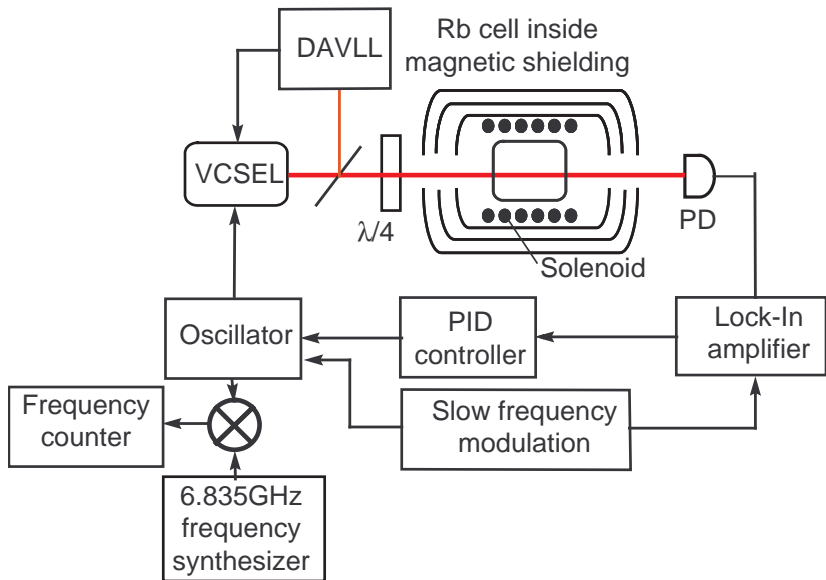 DAVLL
Rb cell inside
magnetic shielding
VCSEL
λ/4
PD
Solenoid
Oscillator
PID
controller
Lock-In
amplifier
Frequency
counter
Slow frequency
modulation
6.835GHz
frequency
synthesizer